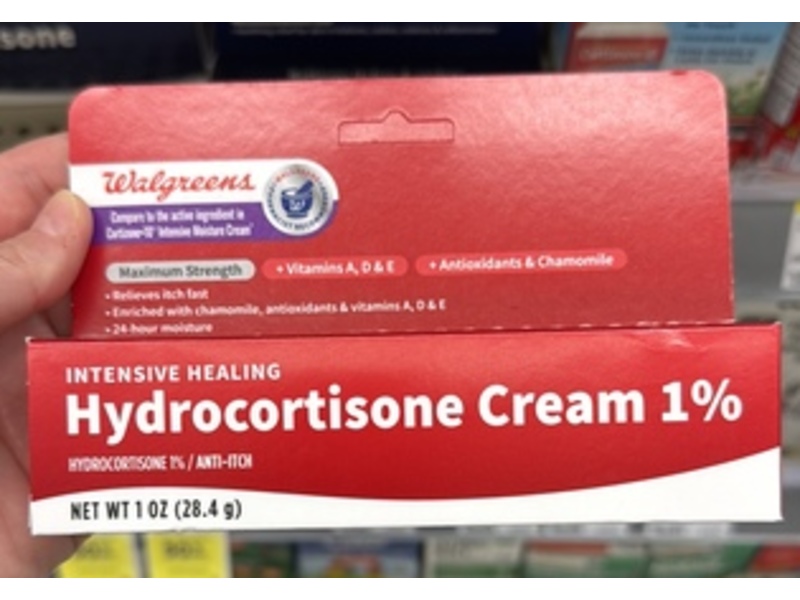 sone
Walgreens
Compare to the active ingredient in
Cortizone•10® Intensive Moisture Cream*
Maximum Strength
+ Vitamins A, D & E
+ Antioxidants & Chamomile
• Relieves itch fast
• Enriched with chamomile, antioxidants & vitamins A, D & E
• 24-hour moisture
INTENSIVE HEALING
Hydrocortisone Cream 1%
HYDROCORTISONE 1% / ANTI-ITCH
NET WT 1 OZ (28.4 g)